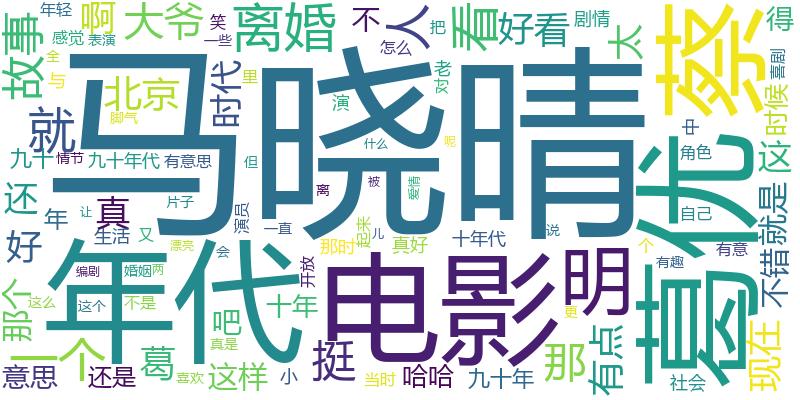 马晓晴
年代
电影
葛优
蔡
明
离婚
看
人
不
故事
大爷
啊
年轻
感觉
表演
笑
一些
怎么
把
好看
剧情
太
得
喜剧
时候
中
这
角色
就是
不错
自己
有意
有趣
个
说
现在
社会
有点
更
那
北京
时代
里
与
全
脚气
就
九十
情节
九十年代
有意思
但
演
老
对
什么
呢
还
年
让
真
片子
离
被
爱情
演员
生活
又
一直
好
漂亮
会
那时
起来
儿
真好
十年代
那个
编剧
婚姻
两
开放
这么
这个
不是
十年
吧
真是
一个
葛
挺
意思
还是
喜欢
这样
小
当时
哈哈
九十年